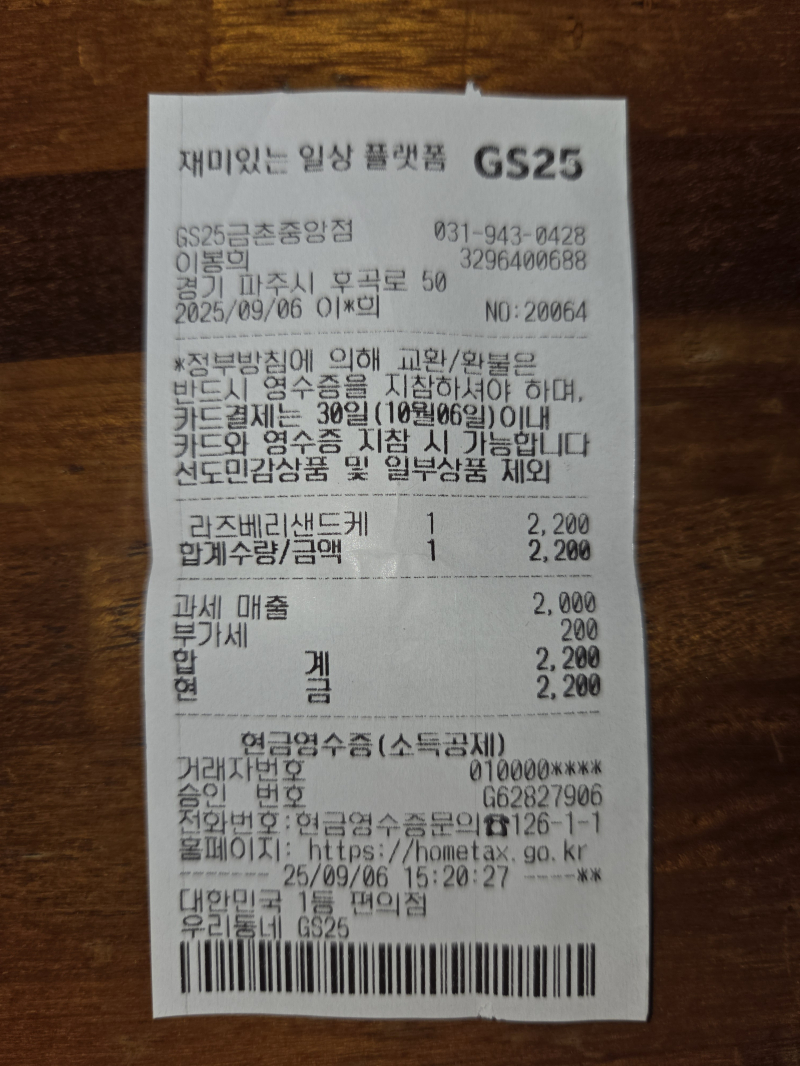 재미있는 일상 플랫폼 GS25
GS25금촌중앙점 031-943-0428
이봉희 3296400688
경기 파주시 후곡로 50
2025/09/06 이*희 NO:20064
*정부방침에 의해 교환/환불은
반드시 영수증을 지참하셔야 하며,
카드결제는 30일(10월06일)이내
카드와 영수증 지참 시 가능합니다
선도민감상품 및 일부상품 제외
라즈베리샌드케 1 2,200
합계수량/금액 1 2,200
과세 매출 2,000
부가세 200
합 계 2,200
현 금 2,200
현금영수증(소득공제)
거래자번호 010000****
승인 번호 G62827906
전화번호:현금영수증문의☎126-1-1
홈페이지: https://hometax.go.kr
------- 25/09/06 15:20:27 ----**
대한민국 1등 편의점
우리동네 GS25